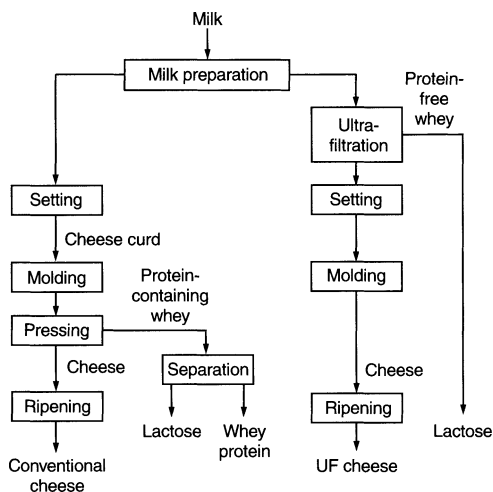 Milk
Milk preparation
Protein-
free
whey
Ultra-
filtration
Setting
Setting
Cheese curd
Molding
Protein-
containing
whey
Molding
Pressing
Cheese
Separation
Cheese
Ripening
Ripening
Lactose
Whey
protein
Lactose
Conventional
cheese
UF cheese